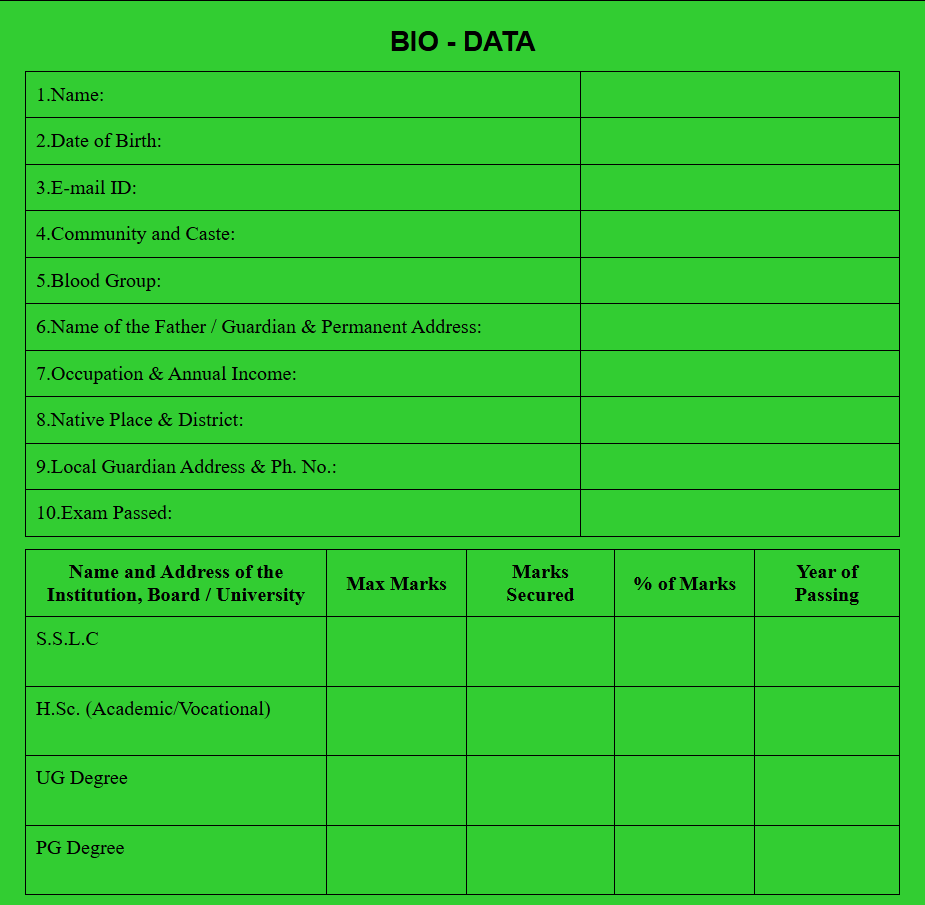 BIO - DATA
1.Name:
2.Date of Birth:
3.E-mail ID:
4.Community and Caste:
5.Blood Group:
6.Name of the Father / Guardian & Permanent Address:
7.Occupation & Annual Income:
8.Native Place & District:
9.Local Guardian Address & Ph. No.:
10.Exam Passed:
Name and Address of the
Institution, Board / University
Max Marks
Marks
Secured
% of Marks
Year of
Passing
S.S.L.C
H.Sc. (Academic/Vocational)
UG Degree
PG Degree